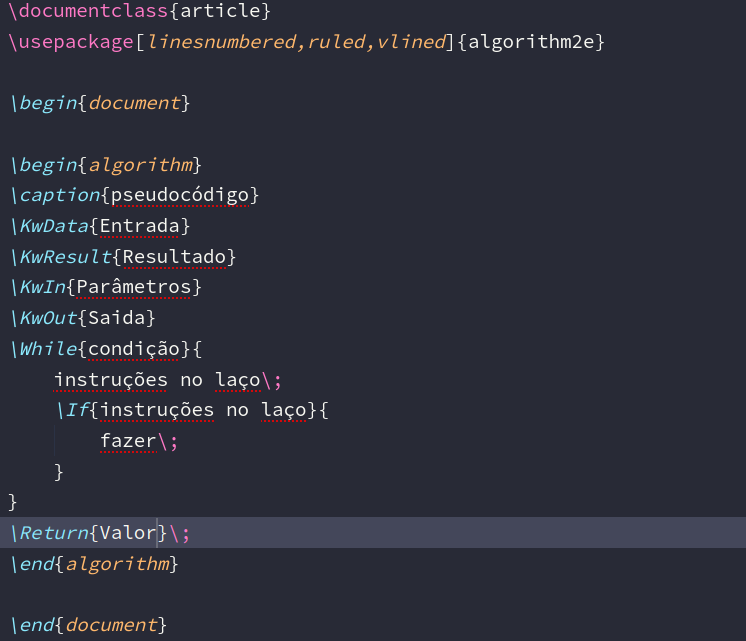 \documentclass{article}
\usepackage[linesnumbered,ruled,vlined]{algorithm2e}
\begin{document}
\begin{algorithm}
\caption{pseudocódigo}
\KwData{Entrada}
\KwResult{Resultado}
\KwIn{Parâmetros}
\KwOut{Saida}
\While{condição}{
instruções no laço\;
\If{instruções no laço}{
fazer\;
}
}
\Return{Valor}\;
\end{algorithm}
\end{document}